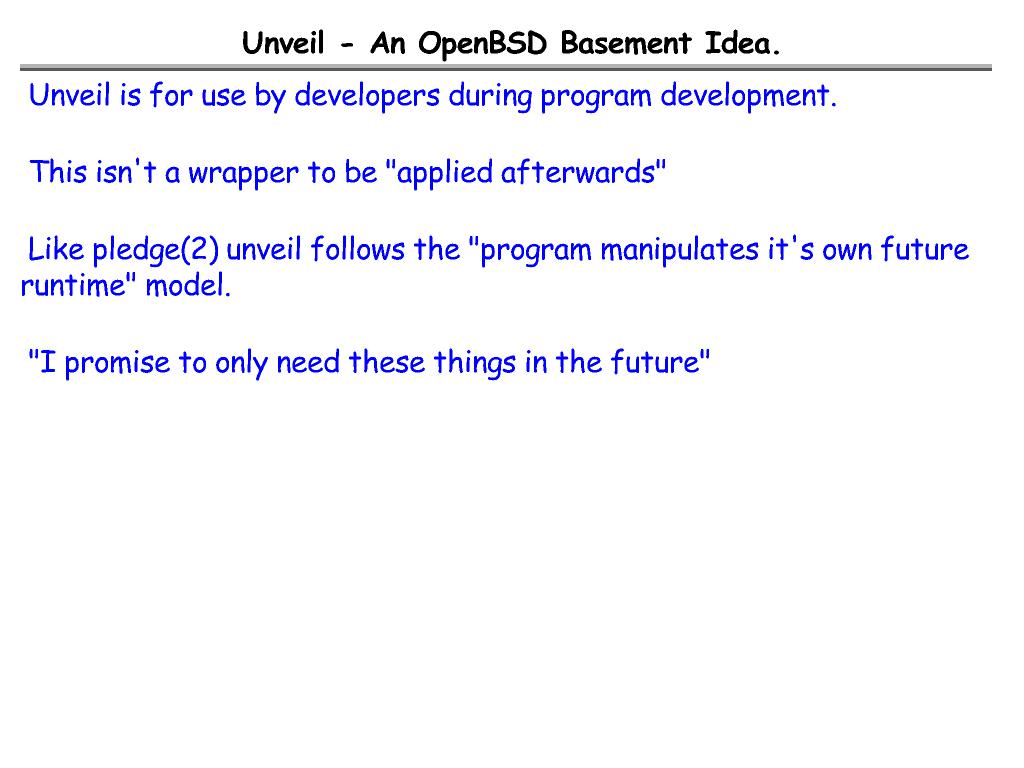 Unveil - An OpenBSD Basement Idea.
Unveil is for use by developers during program development.
This isn't a wrapper to be "applied afterwards"
Like pledge(2) unveil follows the "program manipulates it's own future
runtime" model.
"I promise to only need these things in the future"